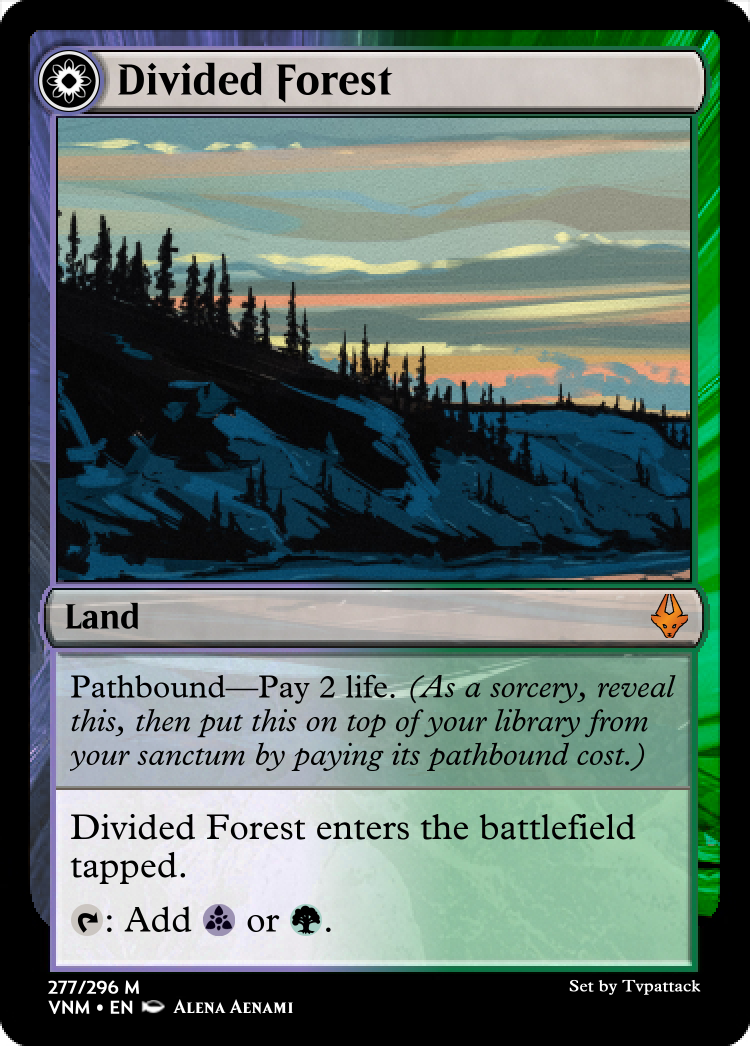 Divided Forest
Land
Pathbound—Pay 2 life. (As a sorcery, reveal
this, then put this on top of your library from
your sanctum by paying its pathbound cost.)
Divided Forest enters the battlefield
tapped.
: Add or .
277/296 M
Set by Tvpattack
VNM • EN Alena Aenami